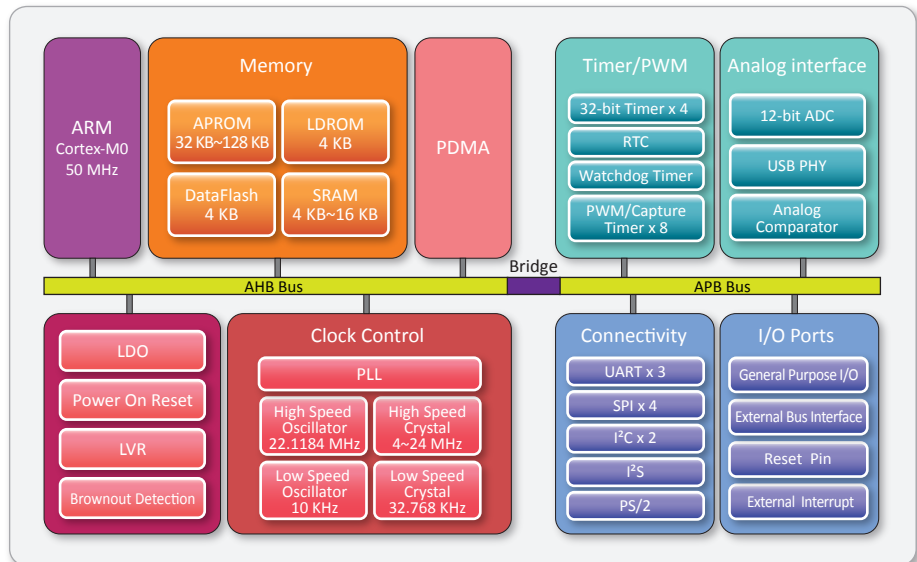 ARM
Cortex-M0
50 MHz
Memory
APROM
32 KB~128 KB
LDROM
4 KB
DataFlash
4 KB
SRAM
4 KB~16 KB
PDMA
Timer/PWM
32-bit Timer x 4
RTC
Watchdog Timer
PWM/Capture
Timer x 8
Analog interface
12-bit ADC
USB PHY
Analog
Comparator
AHB Bus
Bridge
APB Bus
LDO
Power On Reset
LVR
Brownout Detection
Clock Control
PLL
High Speed
Oscillator
22.1184 MHz
High Speed
Crystal
4~24 MHz
Low Speed
Oscillator
10 KHz
Low Speed
Crystal
32.768 KHz
Connectivity
UART x 3
SPI x 4
I²C x 2
I²S
PS/2
I/O Ports
General Purpose I/O
External Bus Interface
Reset Pin
External Interrupt